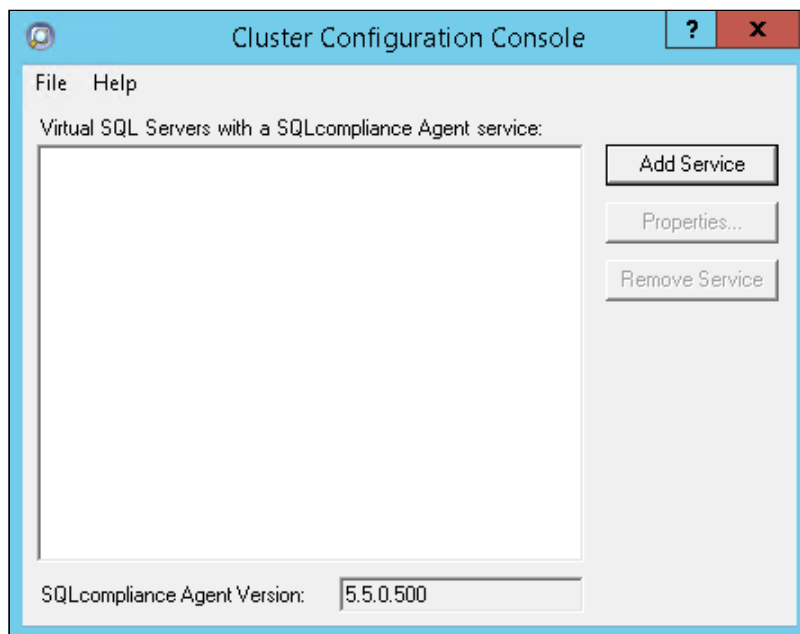 Cluster Configuration Console
? x
File Help
Virtual SQL Servers with a SQLcompliance Agent service:
Add Service
Properties...
Remove Service
SQLcompliance Agent Version: 5.5.0.500